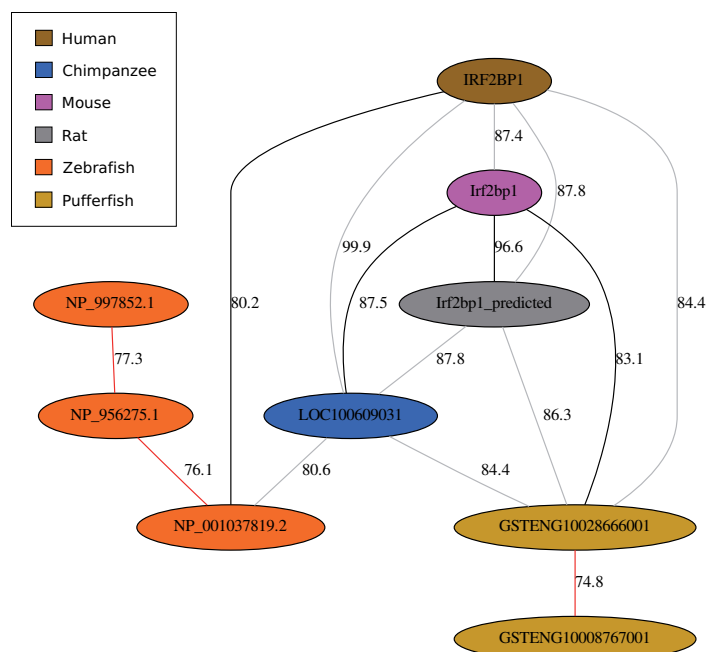 Human
Chimpanzee
Mouse
Rat
Zebrafish
Pufferfish
IRF2BP1
87.4
Irf2bp1
87.8
99.9
96.6
NP_997852.1
80.2
87.5
Irf2bp1_predicted
84.4
77.3
87.8
83.1
NP_956275.1
LOC100609031
86.3
76.1
80.6
84.4
NP_001037819.2
GSTENG10028666001
74.8
GSTENG10008767001